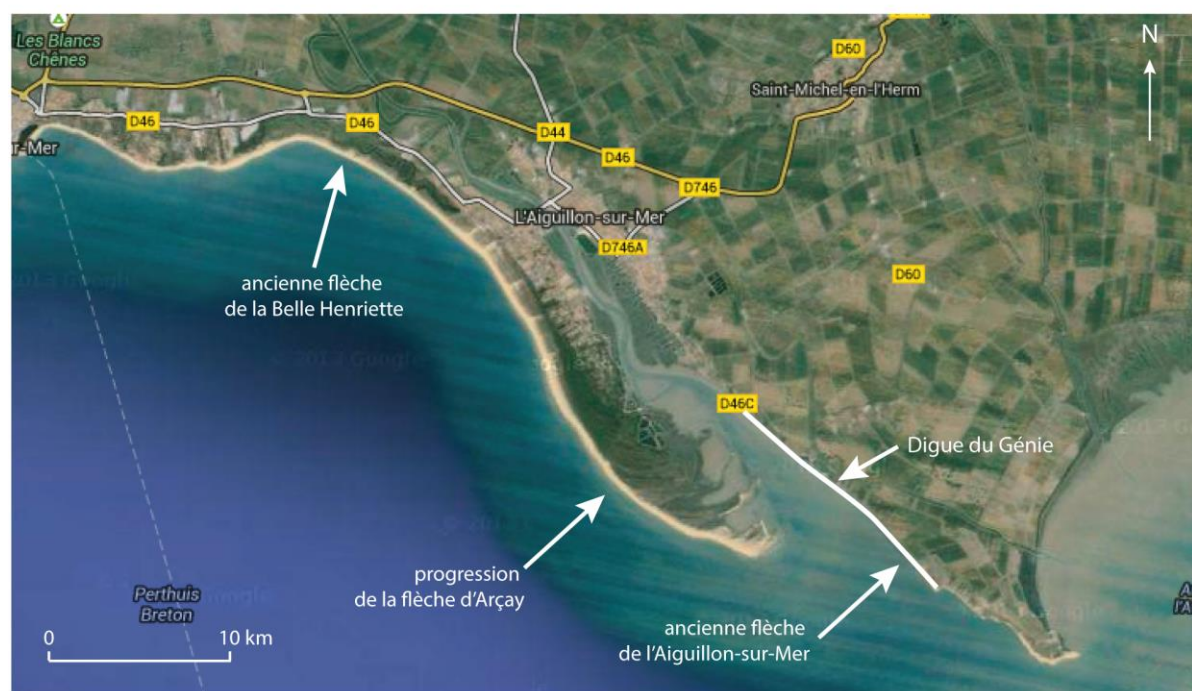 Les Blancs
Chênes
D60
N
Saint-Michel-en-l'Herm
D46
D46
D44
D46
r-Mer
D746
L'Aiguillon-sur-Mer
D746A
D60
ancienne flèche
de la Belle Henriette
D46C
Digue du Génie
progression
de la flèche d'Arçay
Perthuis
Breton
0 10 km
ancienne flèche
de l'Aiguillon-sur-Mer